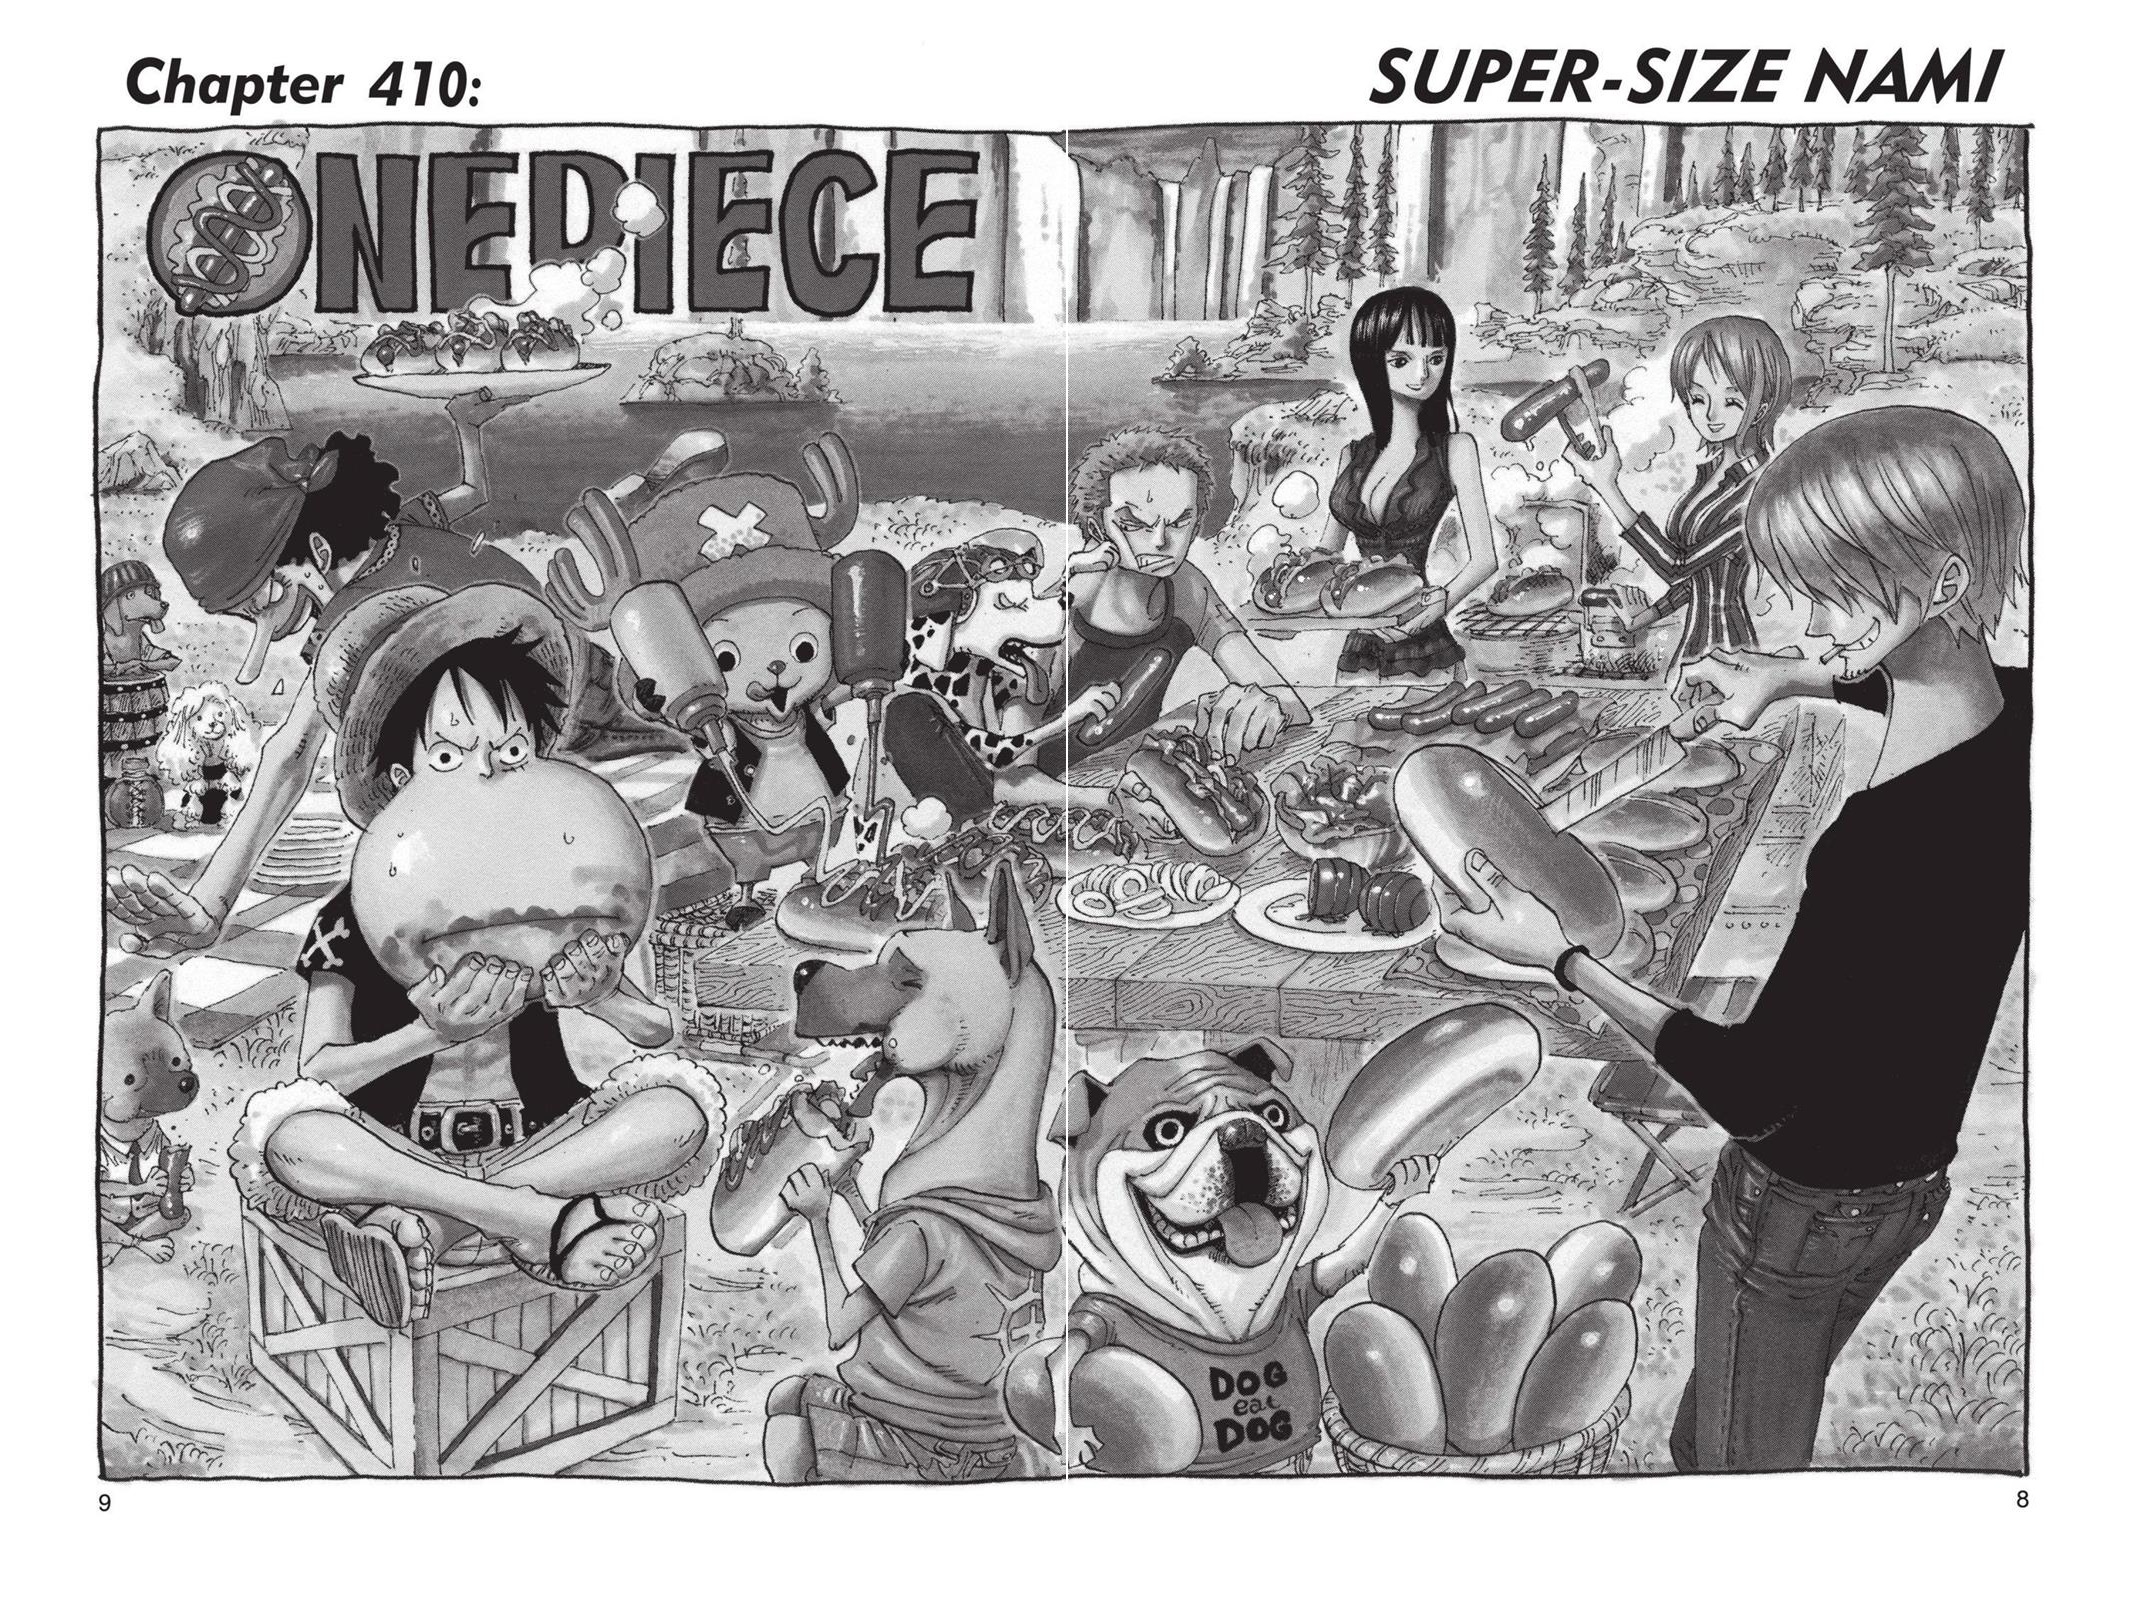 Chapter 410:
SUPER-SIZE NAMI
ONE PIECE
DOG
eat
DOG
9
8